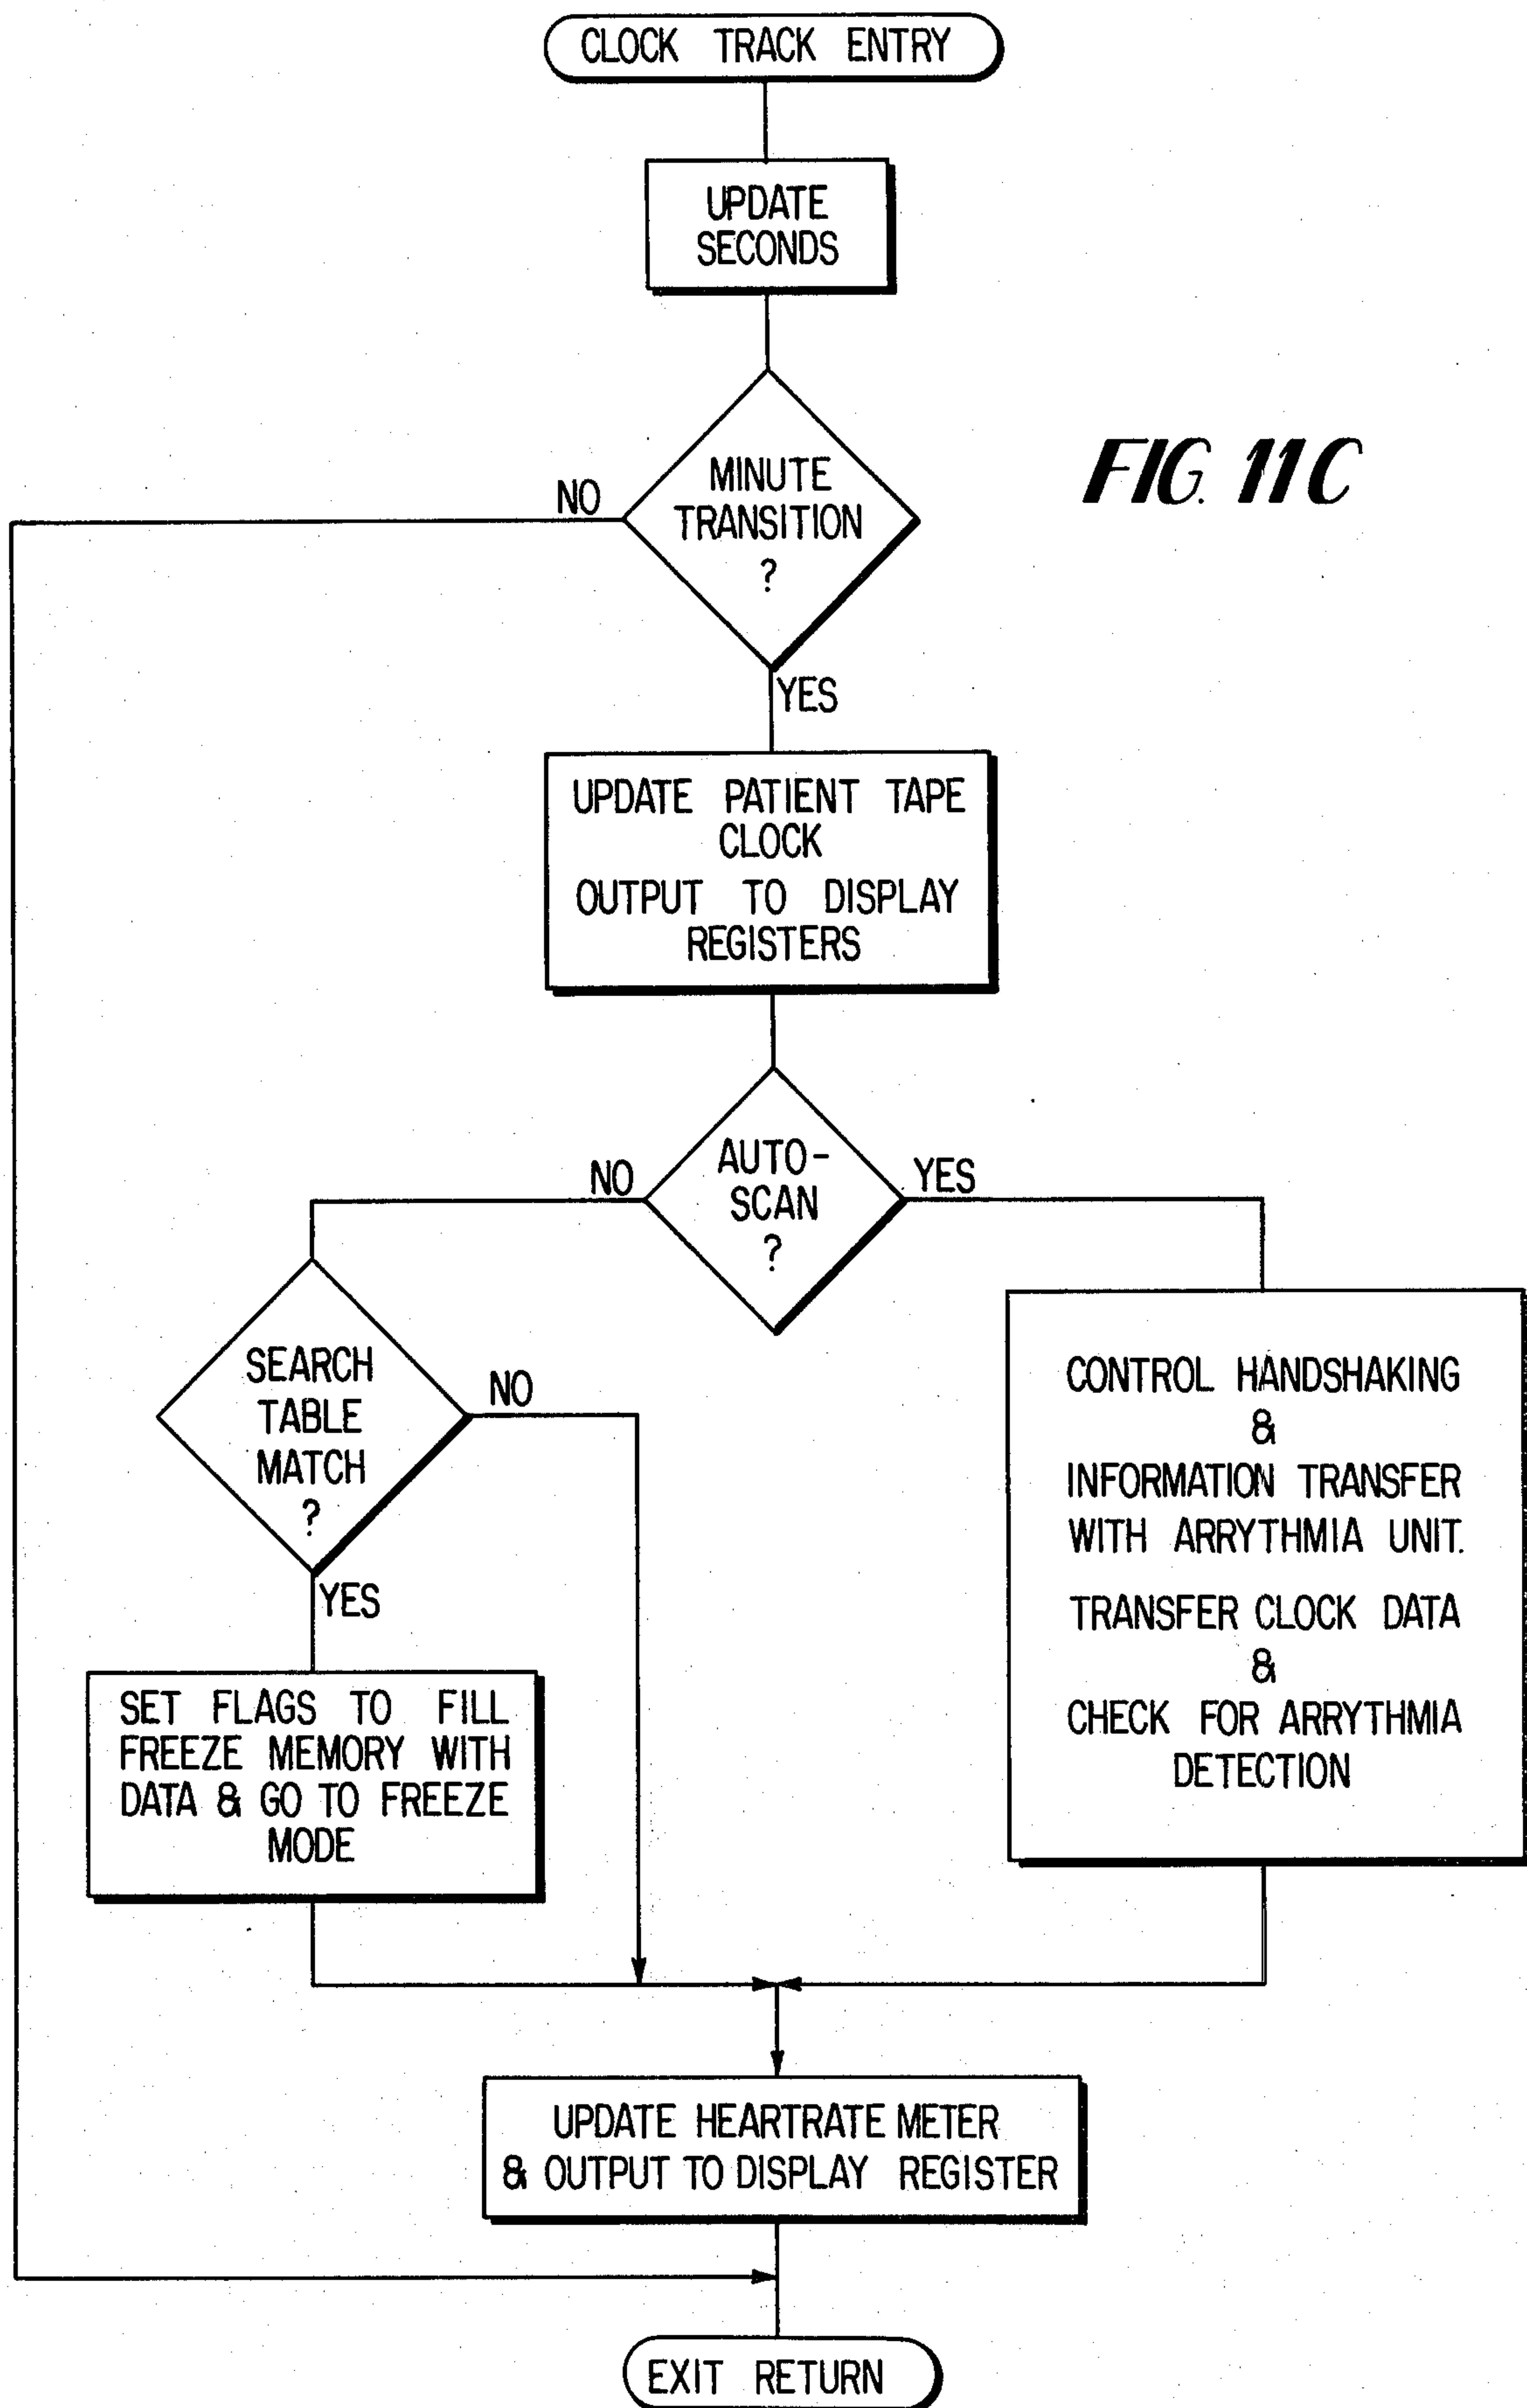 CLOCK TRACK ENTRY
UPDATE
SECONDS
FIG. 11C
NO
MINUTE
TRANSITION
?
YES
UPDATE PATIENT TAPE
CLOCK
OUTPUT TO DISPLAY
REGISTERS
NO
AUTO-
SCAN
?
YES
SEARCH
TABLE
MATCH
?
NO
YES
CONTROL HANDSHAKING
&
INFORMATION TRANSFER
WITH ARRYTHMIA UNIT.
TRANSFER CLOCK DATA
&
CHECK FOR ARRYTHMIA
DETECTION
SET FLAGS TO FILL
FREEZE MEMORY WITH
DATA & GO TO FREEZE
MODE
UPDATE HEARTRATE METER
& OUTPUT TO DISPLAY REGISTER
EXIT RETURN